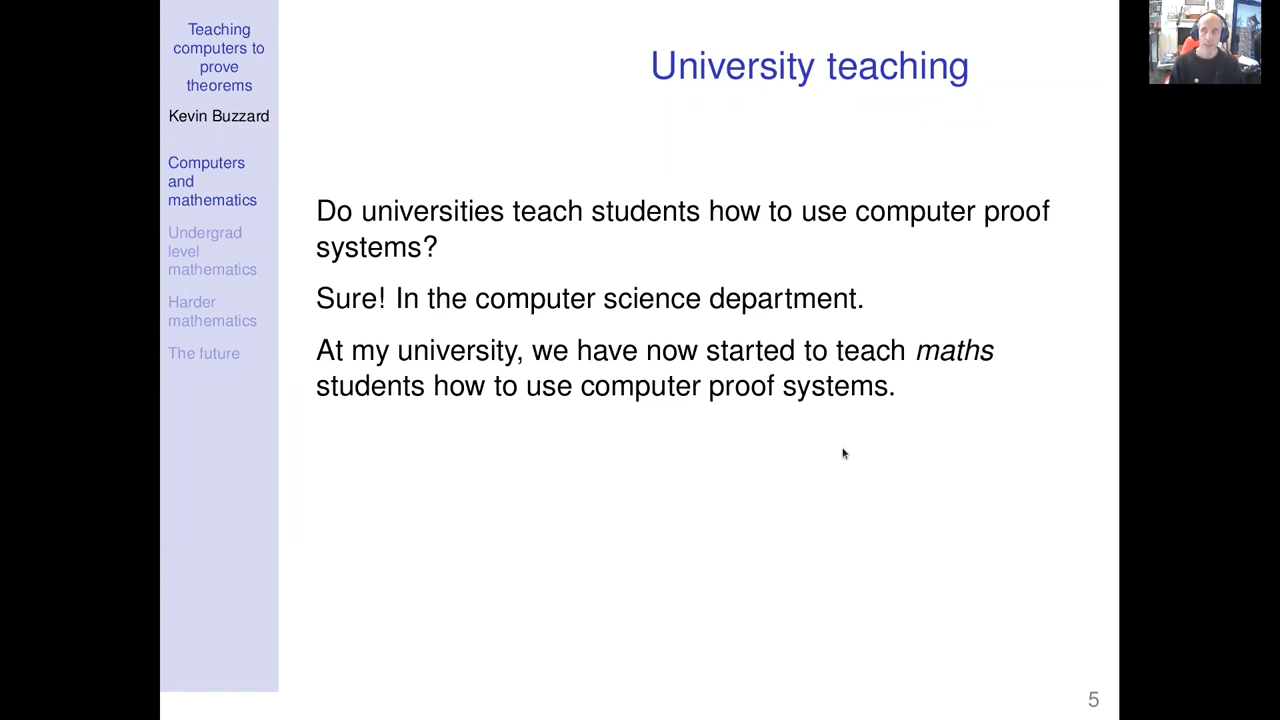 Teaching
computers to
prove
theorems
Kevin Buzzard
Computers
and
mathematics
Undergrad
level
mathematics
Harder
mathematics
The future
University teaching
Do universities teach students how to use computer proof
systems?
Sure! In the computer science department.
At my university, we have now started to teach maths
students how to use computer proof systems.
5